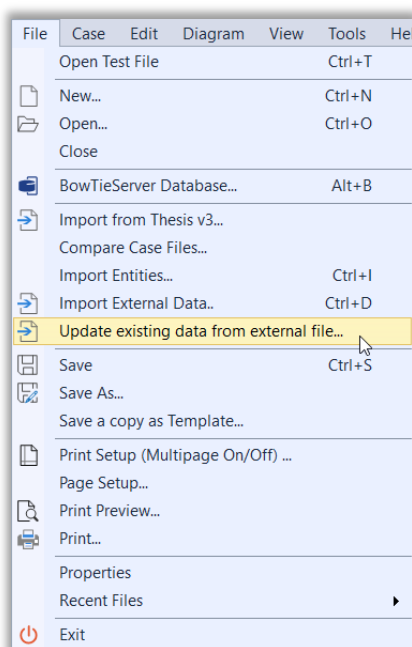 File Case Edit Diagram View Tools He
Open Test File Ctrl+T
New... Ctrl+N
Open... Ctrl+O
Close
BowTieServer Database... Alt+B
Import from Thesis v3...
Compare Case Files...
Import Entities... Ctrl+I
Import External Data.. Ctrl+D
Update existing data from external file...
Save Ctrl+S
Save As...
Save a copy as Template...
Print Setup (Multipage On/Off) ...
Page Setup...
Print Preview...
Print...
Properties
Recent Files
Exit